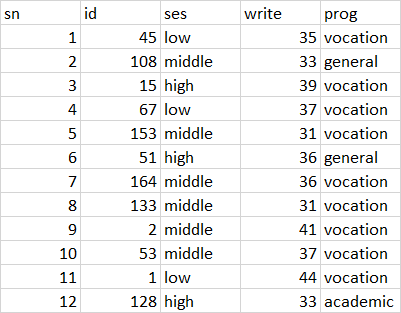 sn id ses write prog
1 45 low 35 vocation
2 108 middle 33 general
3 15 high 39 vocation
4 67 low 37 vocation
5 153 middle 31 vocation
6 51 high 36 general
7 164 middle 36 vocation
8 133 middle 31 vocation
9 2 middle 41 vocation
10 53 middle 37 vocation
11 1 low 44 vocation
12 128 high 33 academic